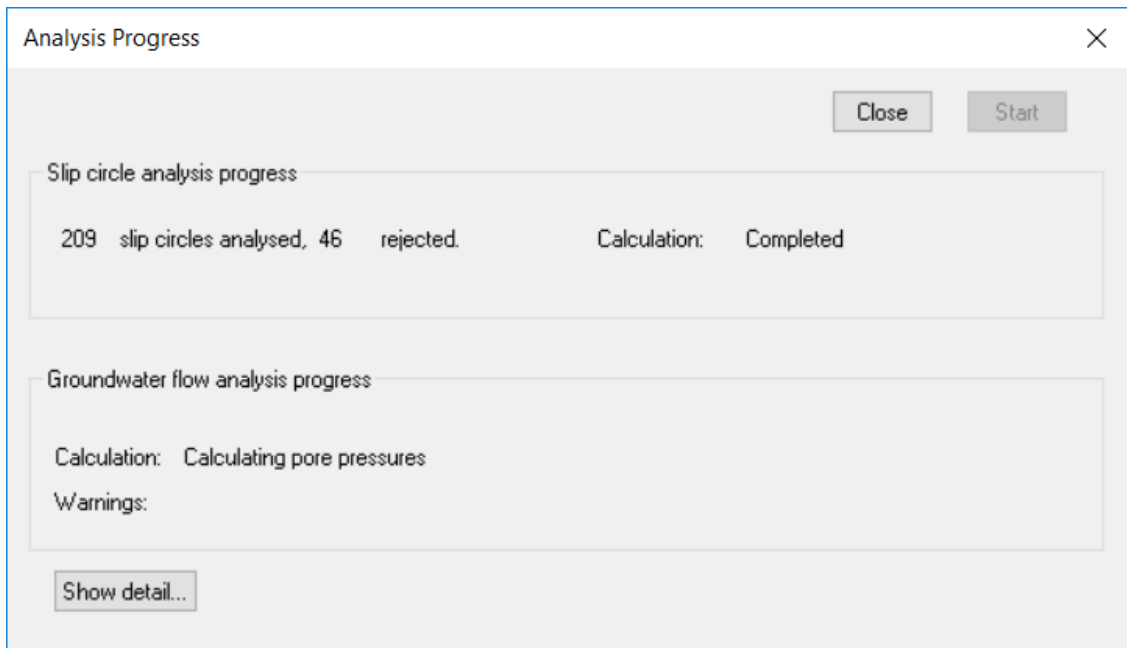 Analysis Progress
Close Start
Slip circle analysis progress
209 slip circles analysed, 46 rejected. Calculation: Completed
Groundwater flow analysis progress
Calculation: Calculating pore pressures
Warnings:
Show detail...